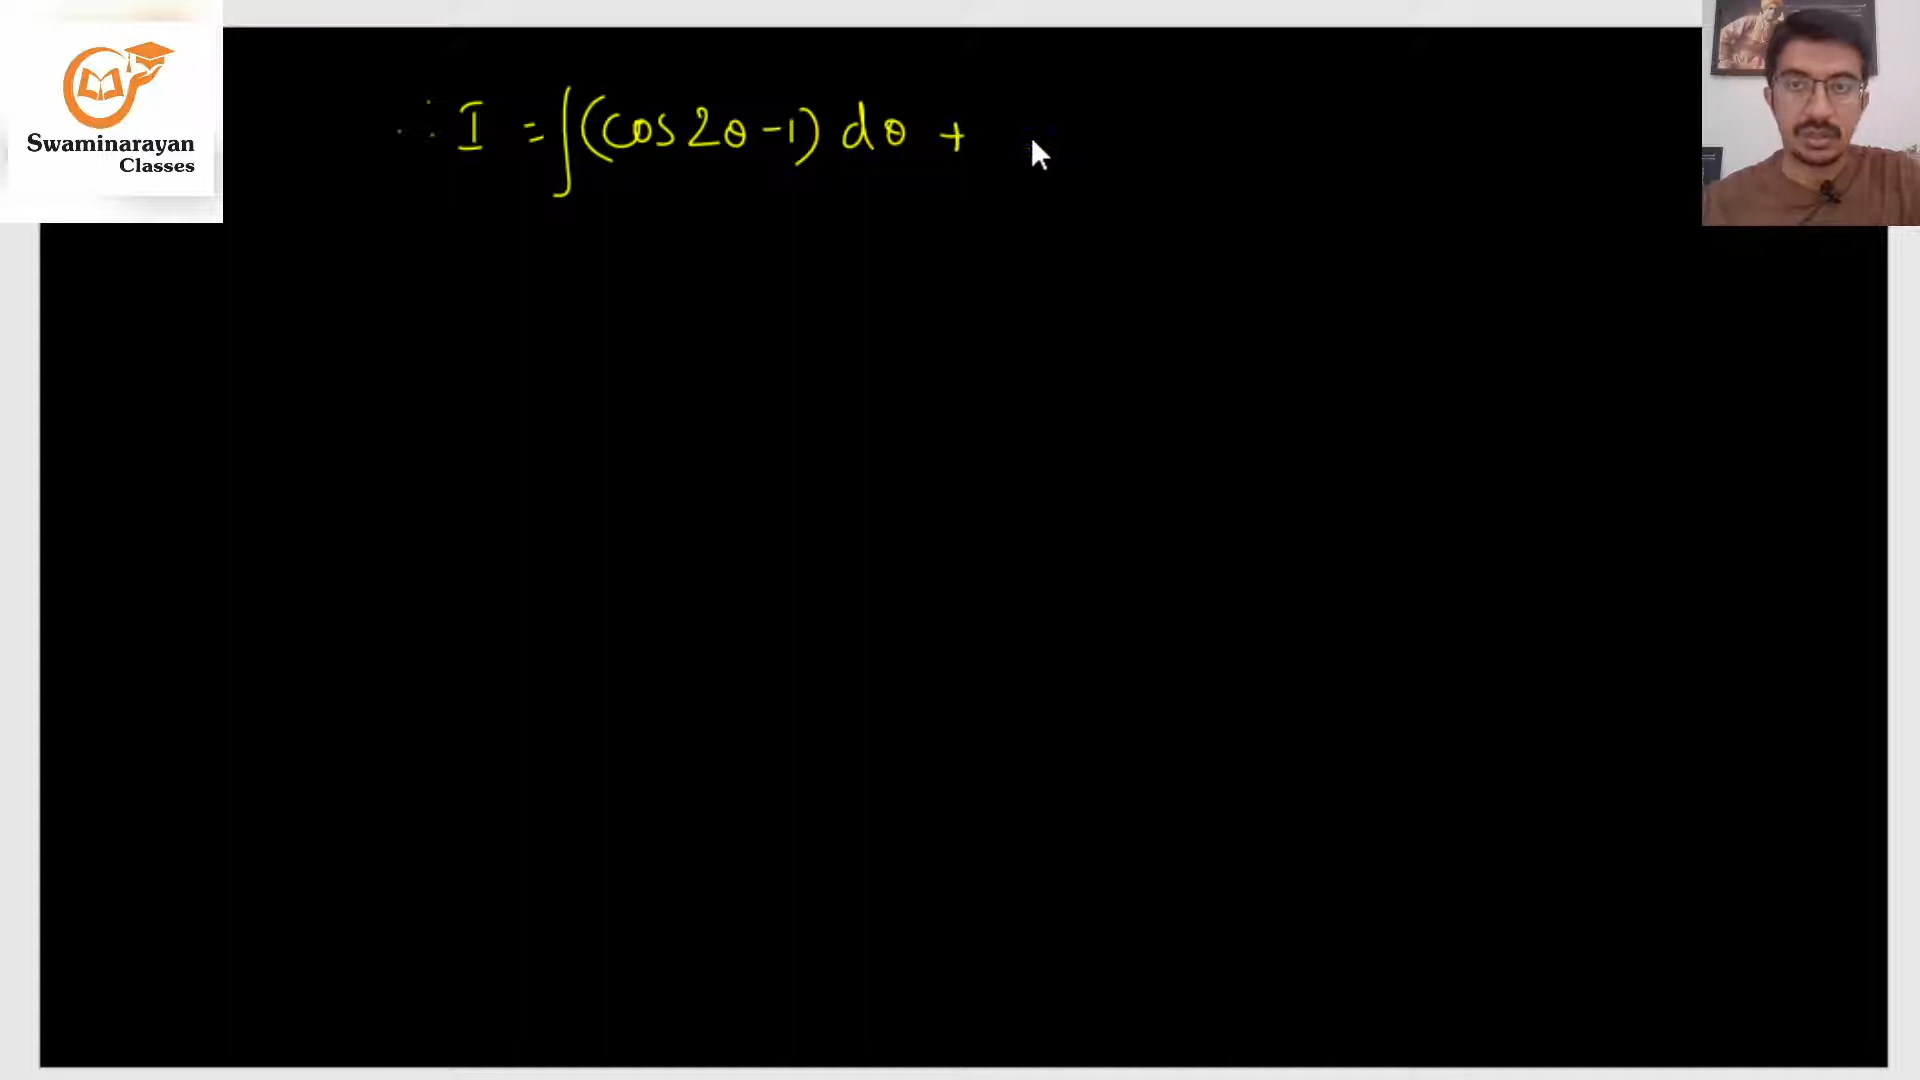 Swaminarayan
Classes
∴ I = ∫(cos2θ-1) dθ +